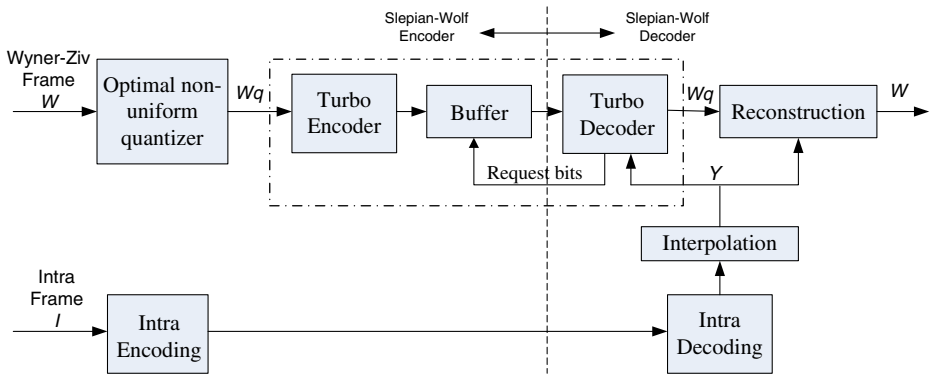 Slepian-Wolf
Encoder
Slepian-Wolf
Decoder
Wyner-Ziv
Frame
W
Optimal non-
uniform
quantizer
Wq
Turbo
Encoder
Buffer
Turbo
Decoder
Wq
Reconstruction
W
Request bits
Y
Interpolation
Intra
Frame
I
Intra
Encoding
Intra
Decoding